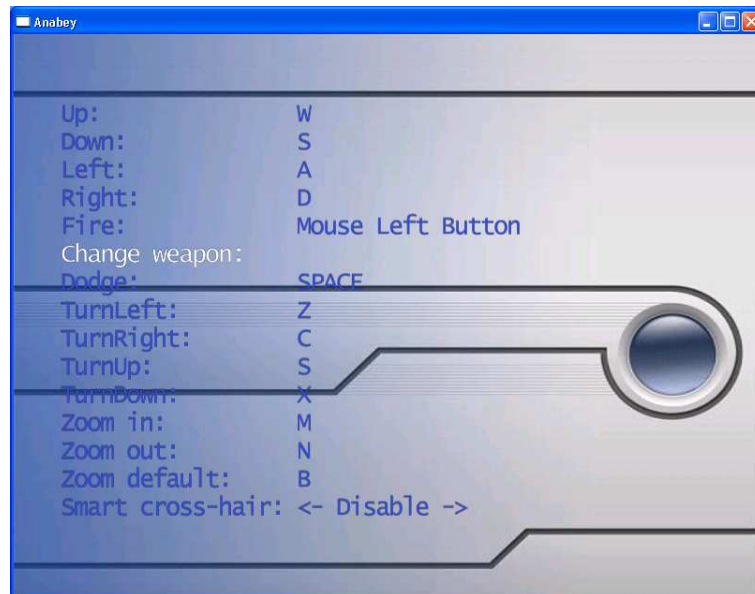 Anabey
Up: W
Down: S
Left: A
Right: D
Fire: Mouse Left Button
Change weapon:
Dodge: SPACE
TurnLeft: Z
TurnRight: C
TurnUp: S
TurnDown: X
Zoom in: M
Zoom out: N
Zoom default: B
Smart cross-hair: <- Disable ->